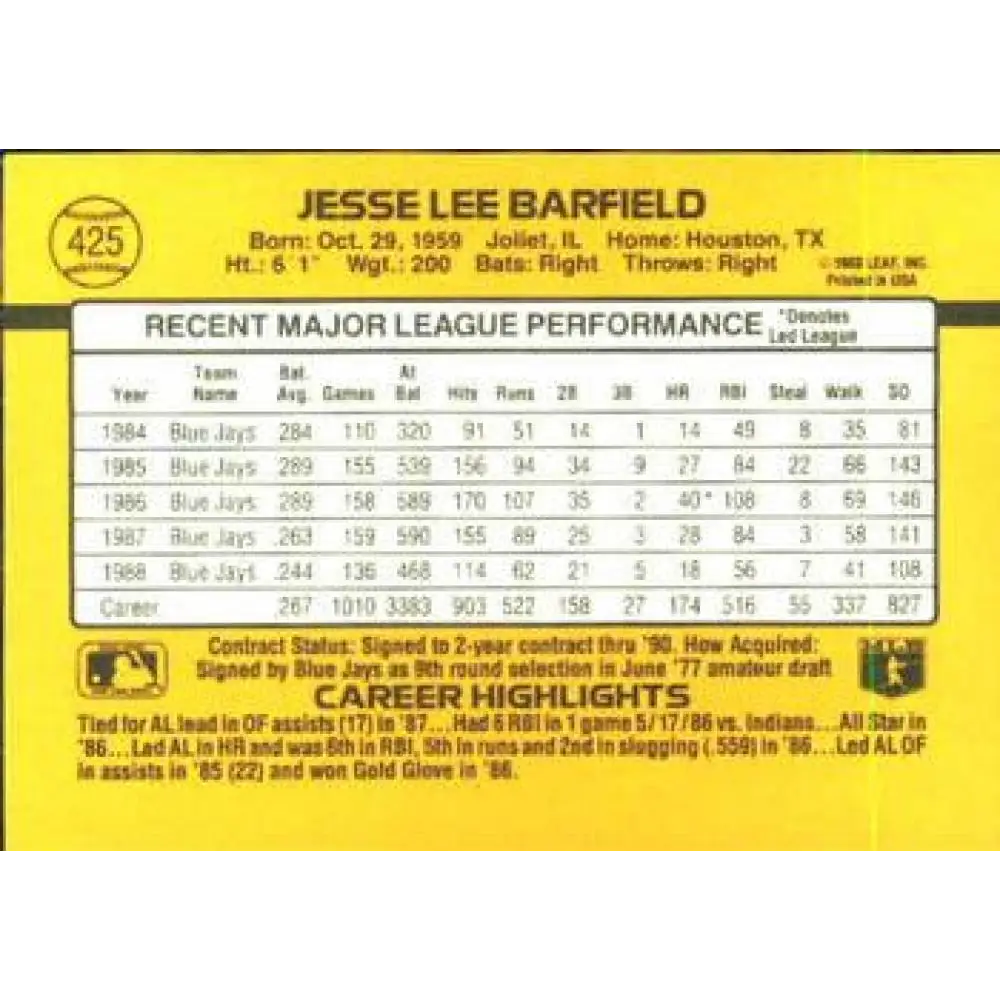 JESSE LEE BARFIELD
425
Born: Oct. 29, 1959 Joliet, IL Home: Houston, TX
Ht.: 6 1" Wgt.: 200 Bats: Right Throws: Right
LEAF, INC.
Printed in USA
RECENT MAJOR LEAGUE PERFORMANCE
*Denotes
Led League
Team Bat. At
Year Name Avg. Games Bat Hits Runs 2B 3B HR RBI Steal Walk SO
1984 Blue Jays .284 110 320 91 51 14 1 14 49 8 35 81
1985 Blue Jays .289 155 539 156 94 34 9 27 84 22 66 143
1986 Blue Jays .289 158 589 170 107 35 2 40* 108 8 69 146
1987 Blue Jays .263 159 590 155 89 25 3 28 84 3 58 141
1988 Blue Jays .244 136 468 114 62 21 5 18 56 7 41 108
Career .267 1010 3383 903 522 158 27 174 516 55 337 827
Contract Status: Signed to 2-year contract thru '90. How Acquired:
Signed by Blue Jays as 9th round selection in June '77 amateur draft
CAREER HIGHLIGHTS
Tied for AL lead in OF assists (17) in '87...Had 6 RBI in 1 game 5/17/86 vs. Indians...All Star in
'86...Led AL in HR and was 6th in RBI, 5th in runs and 2nd in slugging (.559) in '86...Led AL OF
in assists in '85 (22) and won Gold Glove in '86.